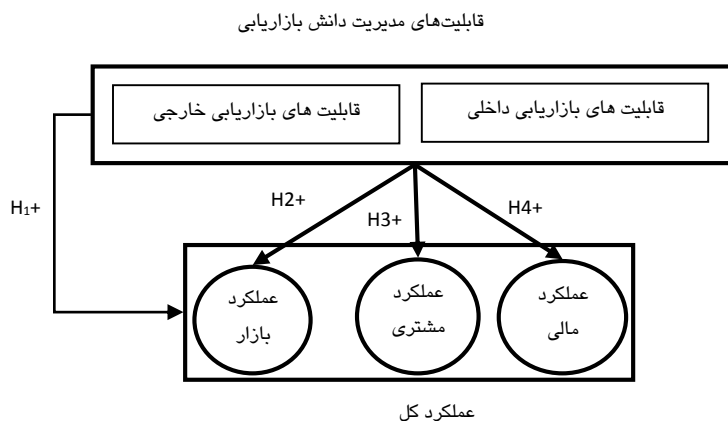 قابلیت‌های مدیریت دانش بازاریابی
قابلیت های بازاریابی داخلی
قابلیت های بازاریابی خارجی
H1+
H2+
H3+
H4+
عملکرد
مالی
عملکرد
مشتری
عملکرد
بازار
عملکرد کل